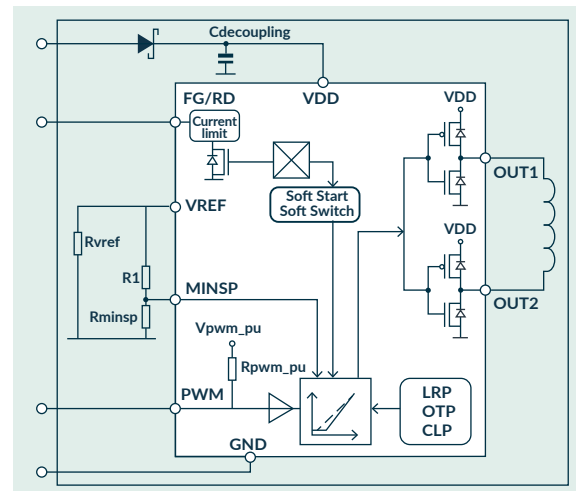 Cdecoupling
FG/RD
VDD
Current
limit
VDD
OUT1
Soft Start
Soft Switch
VREF
Rvref
R1
VDD
MINSP
OUT2
Rminsp
Vpwm_pu
Rpwm_pu
PWM
LRP
OTP
CLP
GND